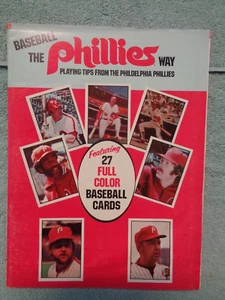 BASEBALL
THE Phillies WAY
PLAYING TIPS FROM THE PHILADELPHIA PHILLIES
Featuring
27
FULL
COLOR
BASEBALL
CARDS